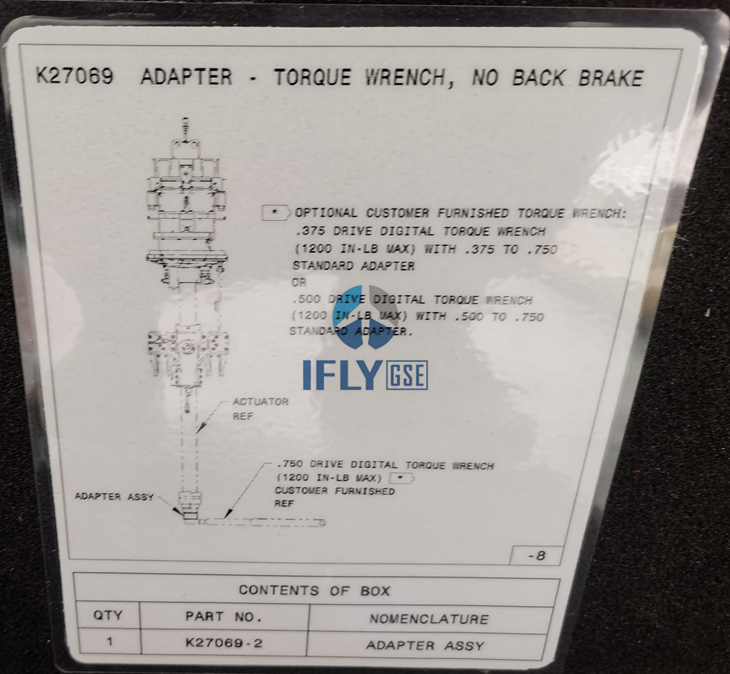 K27069 ADAPTER - TORQUE WRENCH, NO BACK BRAKE
* OPTIONAL CUSTOMER FURNISHED TORQUE WRENCH:
.375 DRIVE DIGITAL TORQUE WRENCH
(1200 IN-LB MAX) WITH .375 TO .750
STANDARD ADAPTER
OR
.500 DRIVE DIGITAL TORQUE WRENCH
(1200 IN-LB MAX) WITH .500 TO .750
STANDARD ADAPTER.
IFLY GSE
ACTUATOR
REF
.750 DRIVE DIGITAL TORQUE WRENCH
(1200 IN-LB MAX) *
CUSTOMER FURNISHED
REF
ADAPTER ASSY
-8
CONTENTS OF BOX
QTY PART NO. NOMENCLATURE
1 K27069-2 ADAPTER ASSY